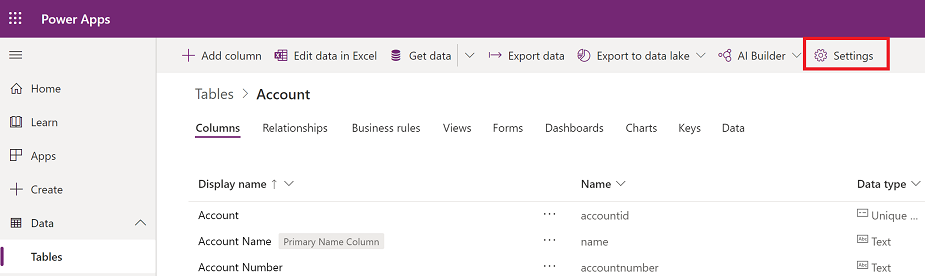 Power Apps
Add column Edit data in Excel Get data Export data Export to data lake AI Builder Settings
Home
Learn
Apps
Create
Data
Tables
Tables > Account
Columns Relationships Business rules Views Forms Dashboards Charts Keys Data
Display name ↑ Name Data type
Account ... accountid Unique ...
Account Name Primary Name Column ... name Abc Text
Account Number ... accountnumber Abc Text